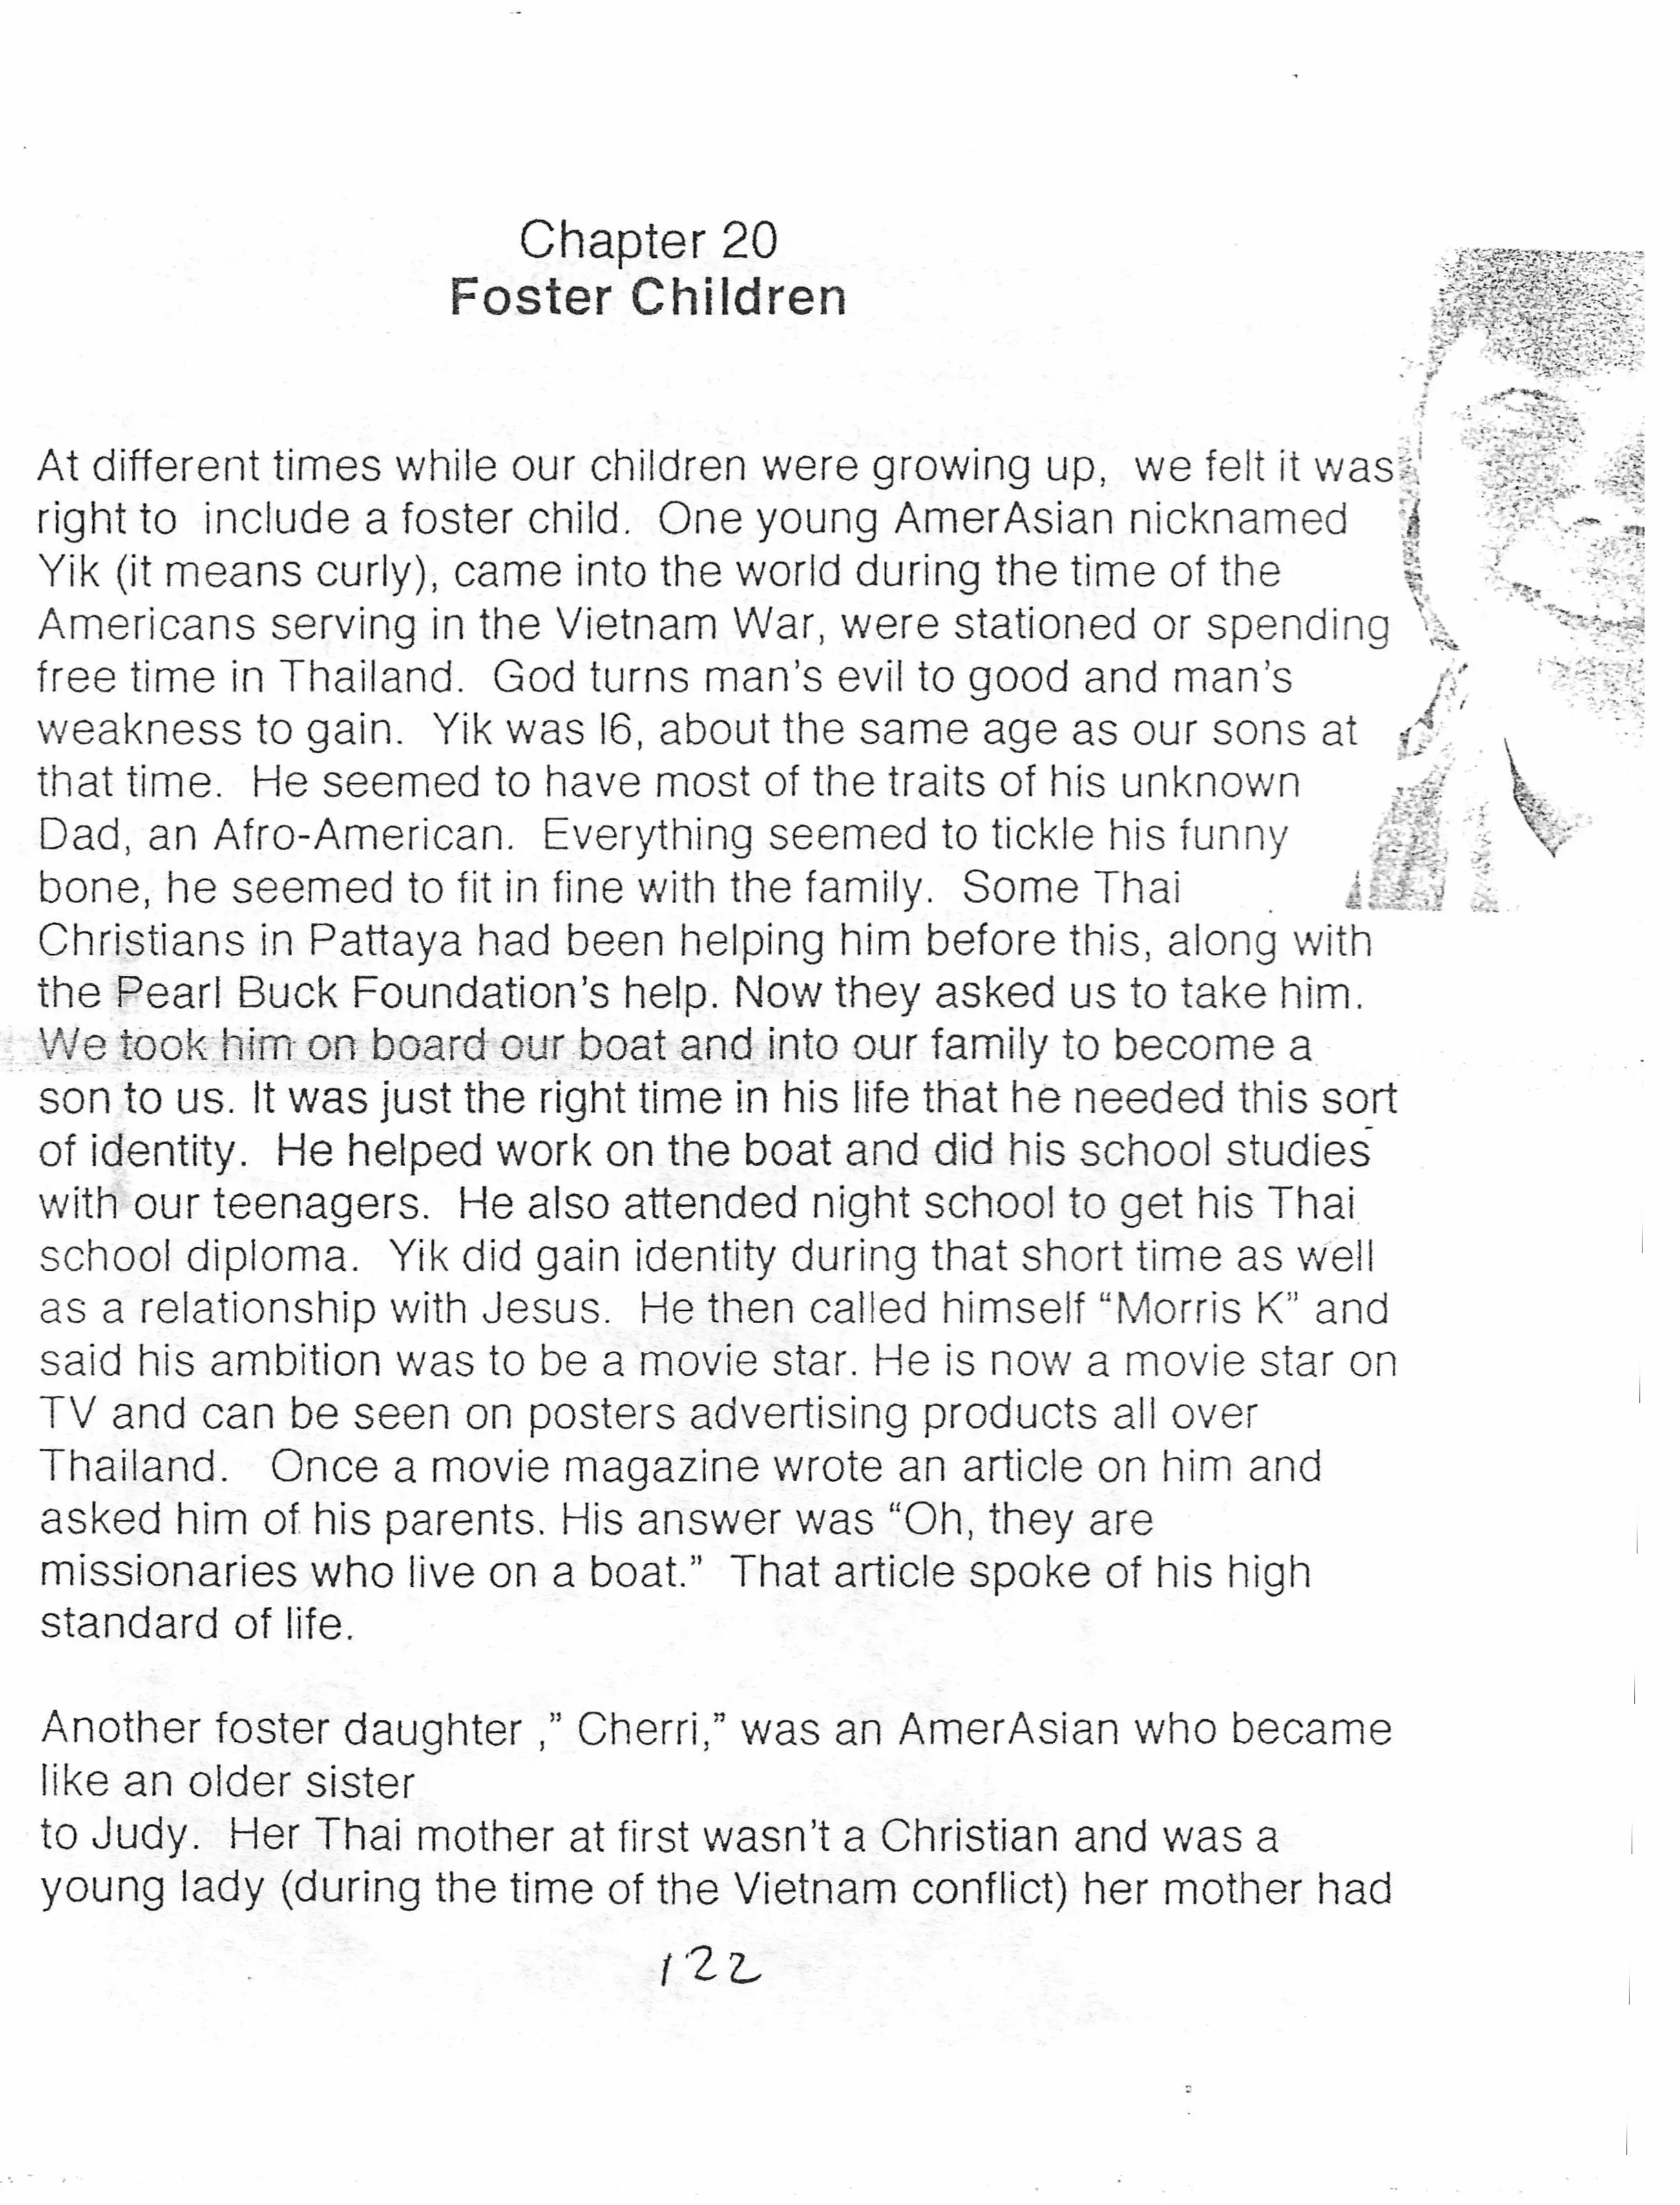 Chapter 20
Foster Children
At different times while our children were growing up, we felt it was
right to include a foster child. One young AmerAsian nicknamed
Yik (it means curly), came into the world during the time of the
Americans serving in the Vietnam War, were stationed or spending
free time in Thailand. God turns man's evil to good and man's
weakness to gain. Yik was l6, about the same age as our sons at
that time. He seemed to have most of the traits of his unknown
Dad, an Afro-American. Everything seemed to tickle his funny
bone, he seemed to fit in fine with the family. Some Thai
Christians in Pattaya had been helping him before this, along with
the Pearl Buck Foundation's help. Now they asked us to take him.
We took him on board our boat and into our family to become a
son to us. It was just the right time in his life that he needed this sort
of identity. He helped work on the boat and did his school studies
with our teenagers. He also attended night school to get his Thai
school diploma. Yik did gain identity during that short time as well
as a relationship with Jesus. He then called himself “Morris K” and
said his ambition was to be a movie star. He is now a movie star on
TV and can be seen on posters advertising products all over
Thailand. Once a movie magazine wrote an article on him and
asked him of his parents. His answer was “Oh, they are
missionaries who live on a boat.” That article spoke of his high
standard of life.
Another foster daughter ,” Cherri,” was an AmerAsian who became
like an older sister
to Judy. Her Thai mother at first wasn't a Christian and was a
young lady (during the time of the Vietnam conflict) her mother had
122